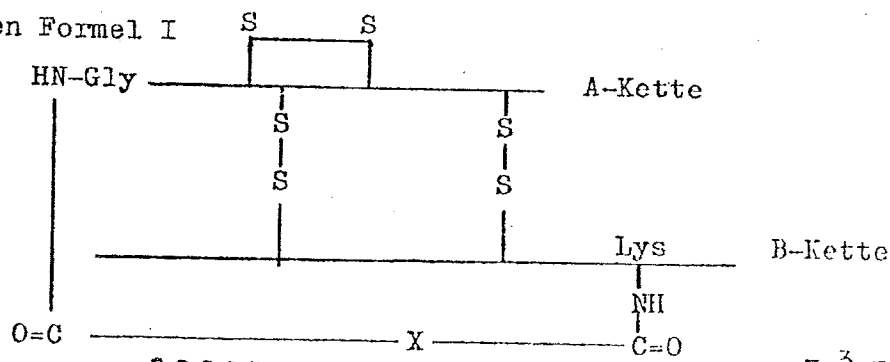 en Formel I
S S
HN-Gly A-Kette
S S
S S
Lys B-Kette
NH
O=C X C=O